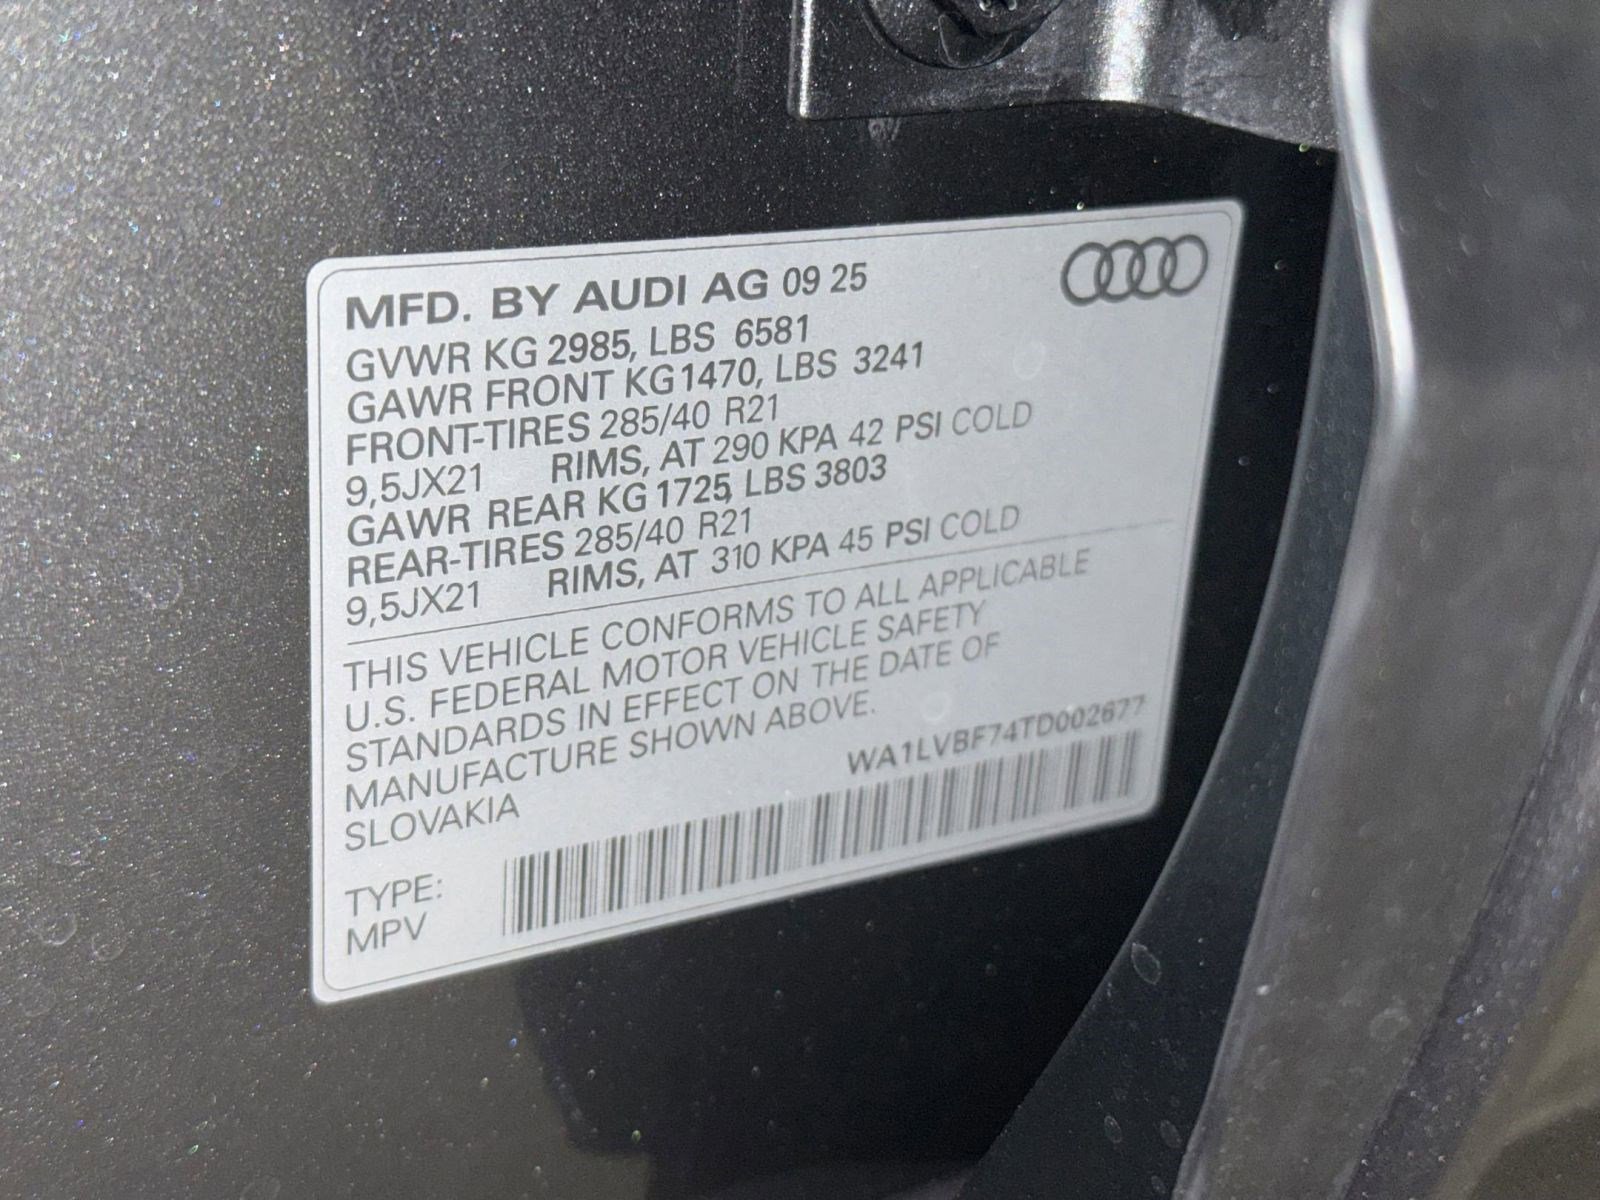 MFD. BY AUDI AG 09 25
GVWR KG 2985, LBS 6581
GAWR FRONT KG1470, LBS 3241
FRONT-TIRES 285/40 R21
9,5JX21 RIMS, AT 290 KPA 42 PSI COLD
GAWR REAR KG 1725, LBS 3803
REAR-TIRES 285/40 R21
9,5JX21 RIMS, AT 310 KPA 45 PSI COLD
THIS VEHICLE CONFORMS TO ALL APPLICABLE
U.S. FEDERAL MOTOR VEHICLE SAFETY
STANDARDS IN EFFECT ON THE DATE OF
MANUFACTURE SHOWN ABOVE.
SLOVAKIA
WA1LVBF74TD002677
TYPE:
MPV